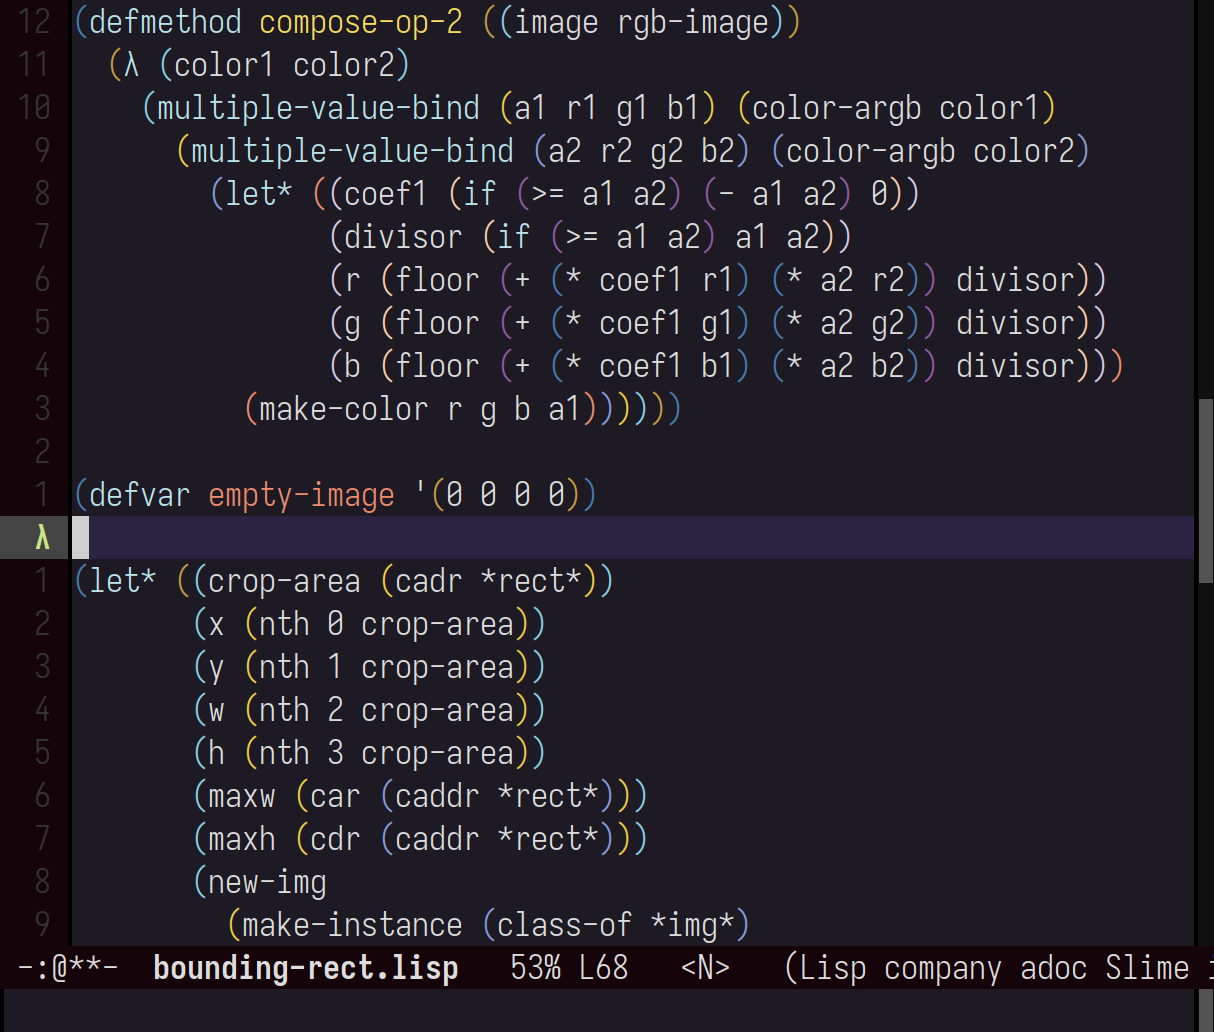 12 (defmethod compose-op-2 ((image rgb-image))
11   (λ (color1 color2)
10     (multiple-value-bind (a1 r1 g1 b1) (color-argb color1)
9       (multiple-value-bind (a2 r2 g2 b2) (color-argb color2)
8         (let* ((coef1 (if (>= a1 a2) (- a1 a2) 0))
7                (divisor (if (>= a1 a2) a1 a2))
6                (r (floor (+ (* coef1 r1) (* a2 r2)) divisor))
5                (g (floor (+ (* coef1 g1) (* a2 g2)) divisor))
4                (b (floor (+ (* coef1 b1) (* a2 b2)) divisor)))
3           (make-color r g b a1))))))
2
1 (defvar empty-image '(0 0 0 0))
λ
1 (let* ((crop-area (cadr *rect*))
2        (x (nth 0 crop-area))
3        (y (nth 1 crop-area))
4        (w (nth 2 crop-area))
5        (h (nth 3 crop-area))
6        (maxw (car (caddr *rect*)))
7        (maxh (cdr (caddr *rect*)))
8        (new-img
9          (make-instance (class-of *img*)
-:@**-  bounding-rect.lisp   53% L68   <N>   (Lisp company adoc Slime i